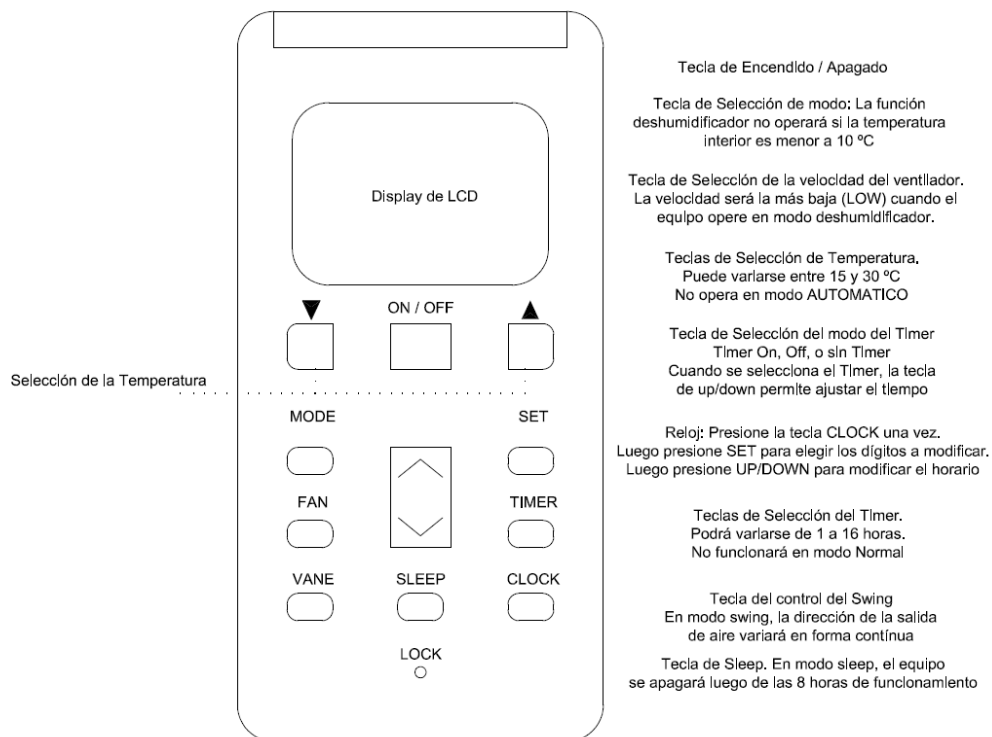 Display de LCD
ON / OFF
Selección de la Temperatura
MODE
SET
FAN
TIMER
VANE
SLEEP
CLOCK
LOCK
Tecla de Encendido / Apagado
Tecla de Selección de modo: La función
deshumidificador no operará si la temperatura
interior es menor a 10 ºC
Tecla de Selección de la velocidad del ventilador.
La velocidad será la más baja (LOW) cuando el
equipo opere en modo deshumidificador.
Teclas de Selección de Temperatura.
Puede variarse entre 15 y 30 ºC
No opera en modo AUTOMATICO
Tecla de Selección del modo del Timer
Timer On, Off, o sin Timer
Cuando se selecciona el Timer, la tecla
de up/down permite ajustar el tiempo
Reloj: Presione la tecla CLOCK una vez.
Luego presione SET para elegir los dígitos a modificar.
Luego presione UP/DOWN para modificar el horario
Teclas de Selección del Timer.
Podrá variarse de 1 a 16 horas.
No funcionará en modo Normal
Tecla del control del Swing
En modo swing, la dirección de la salida
de aire variará en forma contínua
Tecla de Sleep. En modo sleep, el equipo
se apagará luego de las 8 horas de funcionamiento